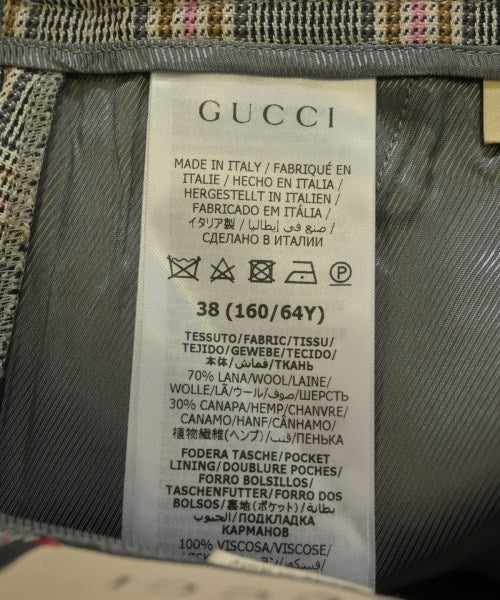 GUCCI
MADE IN ITALY / FABRIQUÉ EN
ITALIE / HECHO EN ITALIA /
HERGESTELLT IN ITALIEN /
FABRICADO EM ITÁLIA /
イタリア製 / صنع في إيطاليا /
СДЕЛАНО В ИТАЛИИ
P
38 (160/64Y)
TESSUTO/FABRIC/TISSU/
TEJIDO/GEWEBE/TECIDO/
本体/قماش/ТКАНЬ
70% LANA/WOOL/LAINE/
WOLLE/LÃ/ウール/صوف/ШЕРСТЬ
30% CANAPA/HEMP/CHANVRE/
CANAMO/HANF/CÂNHAMO/
植物繊維(ヘンプ)/قنب/ПЕНЬКА
FODERA TASCHE/POCKET
LINING/DOUBLURE POCHES/
FORRO BOLSILLOS/
TASCHENFUTTER/FORRO DOS
BOLSOS/裏地(ポケット)/بطانة
الجيوب/ПОДКЛАДКА
КАРМАНОВ
100% VISCOSA/VISCOSE/